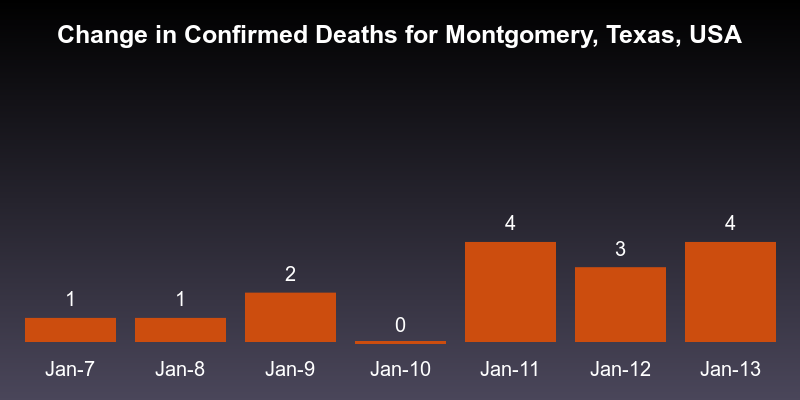 Change in Confirmed Deaths for Montgomery, Texas, USA
1
1
2
0
4
3
4
Jan-7
Jan-8
Jan-9
Jan-10
Jan-11
Jan-12
Jan-13